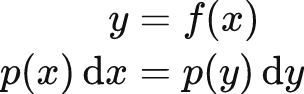 y = f(x)
p(x) dx = p(y) dy